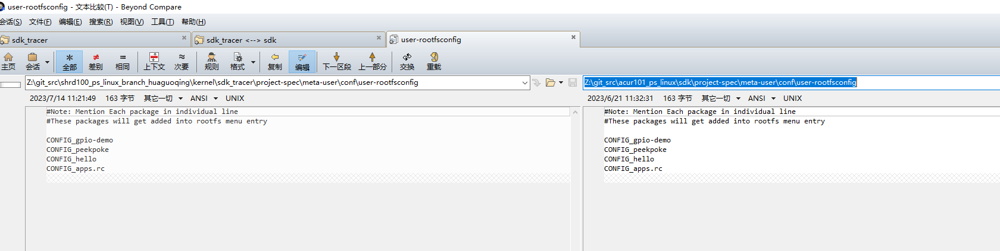 user-rootfsconfig - 文本比较(T) - Beyond Compare
会话(S) 文件(F) 编辑(E) 搜索(R) 视图(V) 工具(T) 帮助(H)
sdk_tracer
sdk_tracer <--> sdk
user-rootfsconfig
主页 会话 全部 差别 相同 上下文 次要 规则 格式 复制 编辑 下一区段 上一部分 交换 重载
Z:\git_src\shrd100_ps_linux_branch_huaguoqing\kernel\sdk_tracer\project-spec\meta-user\conf\user-rootfsconfig
Z:\git_src\acur101_ps_linux\sdk\project-spec\meta-user\conf\user-rootfsconfig
2023/7/14 11:21:49 163 字节 其它一切 ANSI UNIX
2023/6/21 11:32:31 163 字节 其它一切 ANSI UNIX
#Note: Mention Each package in individual line
#These packages will get added into rootfs menu entry
CONFIG_gpio-demo
CONFIG_peekpoke
CONFIG_hello
CONFIG_apps.rc
#Note: Mention Each package in individual line
#These packages will get added into rootfs menu entry
CONFIG_gpio-demo
CONFIG_peekpoke
CONFIG_hello
CONFIG_apps.rc